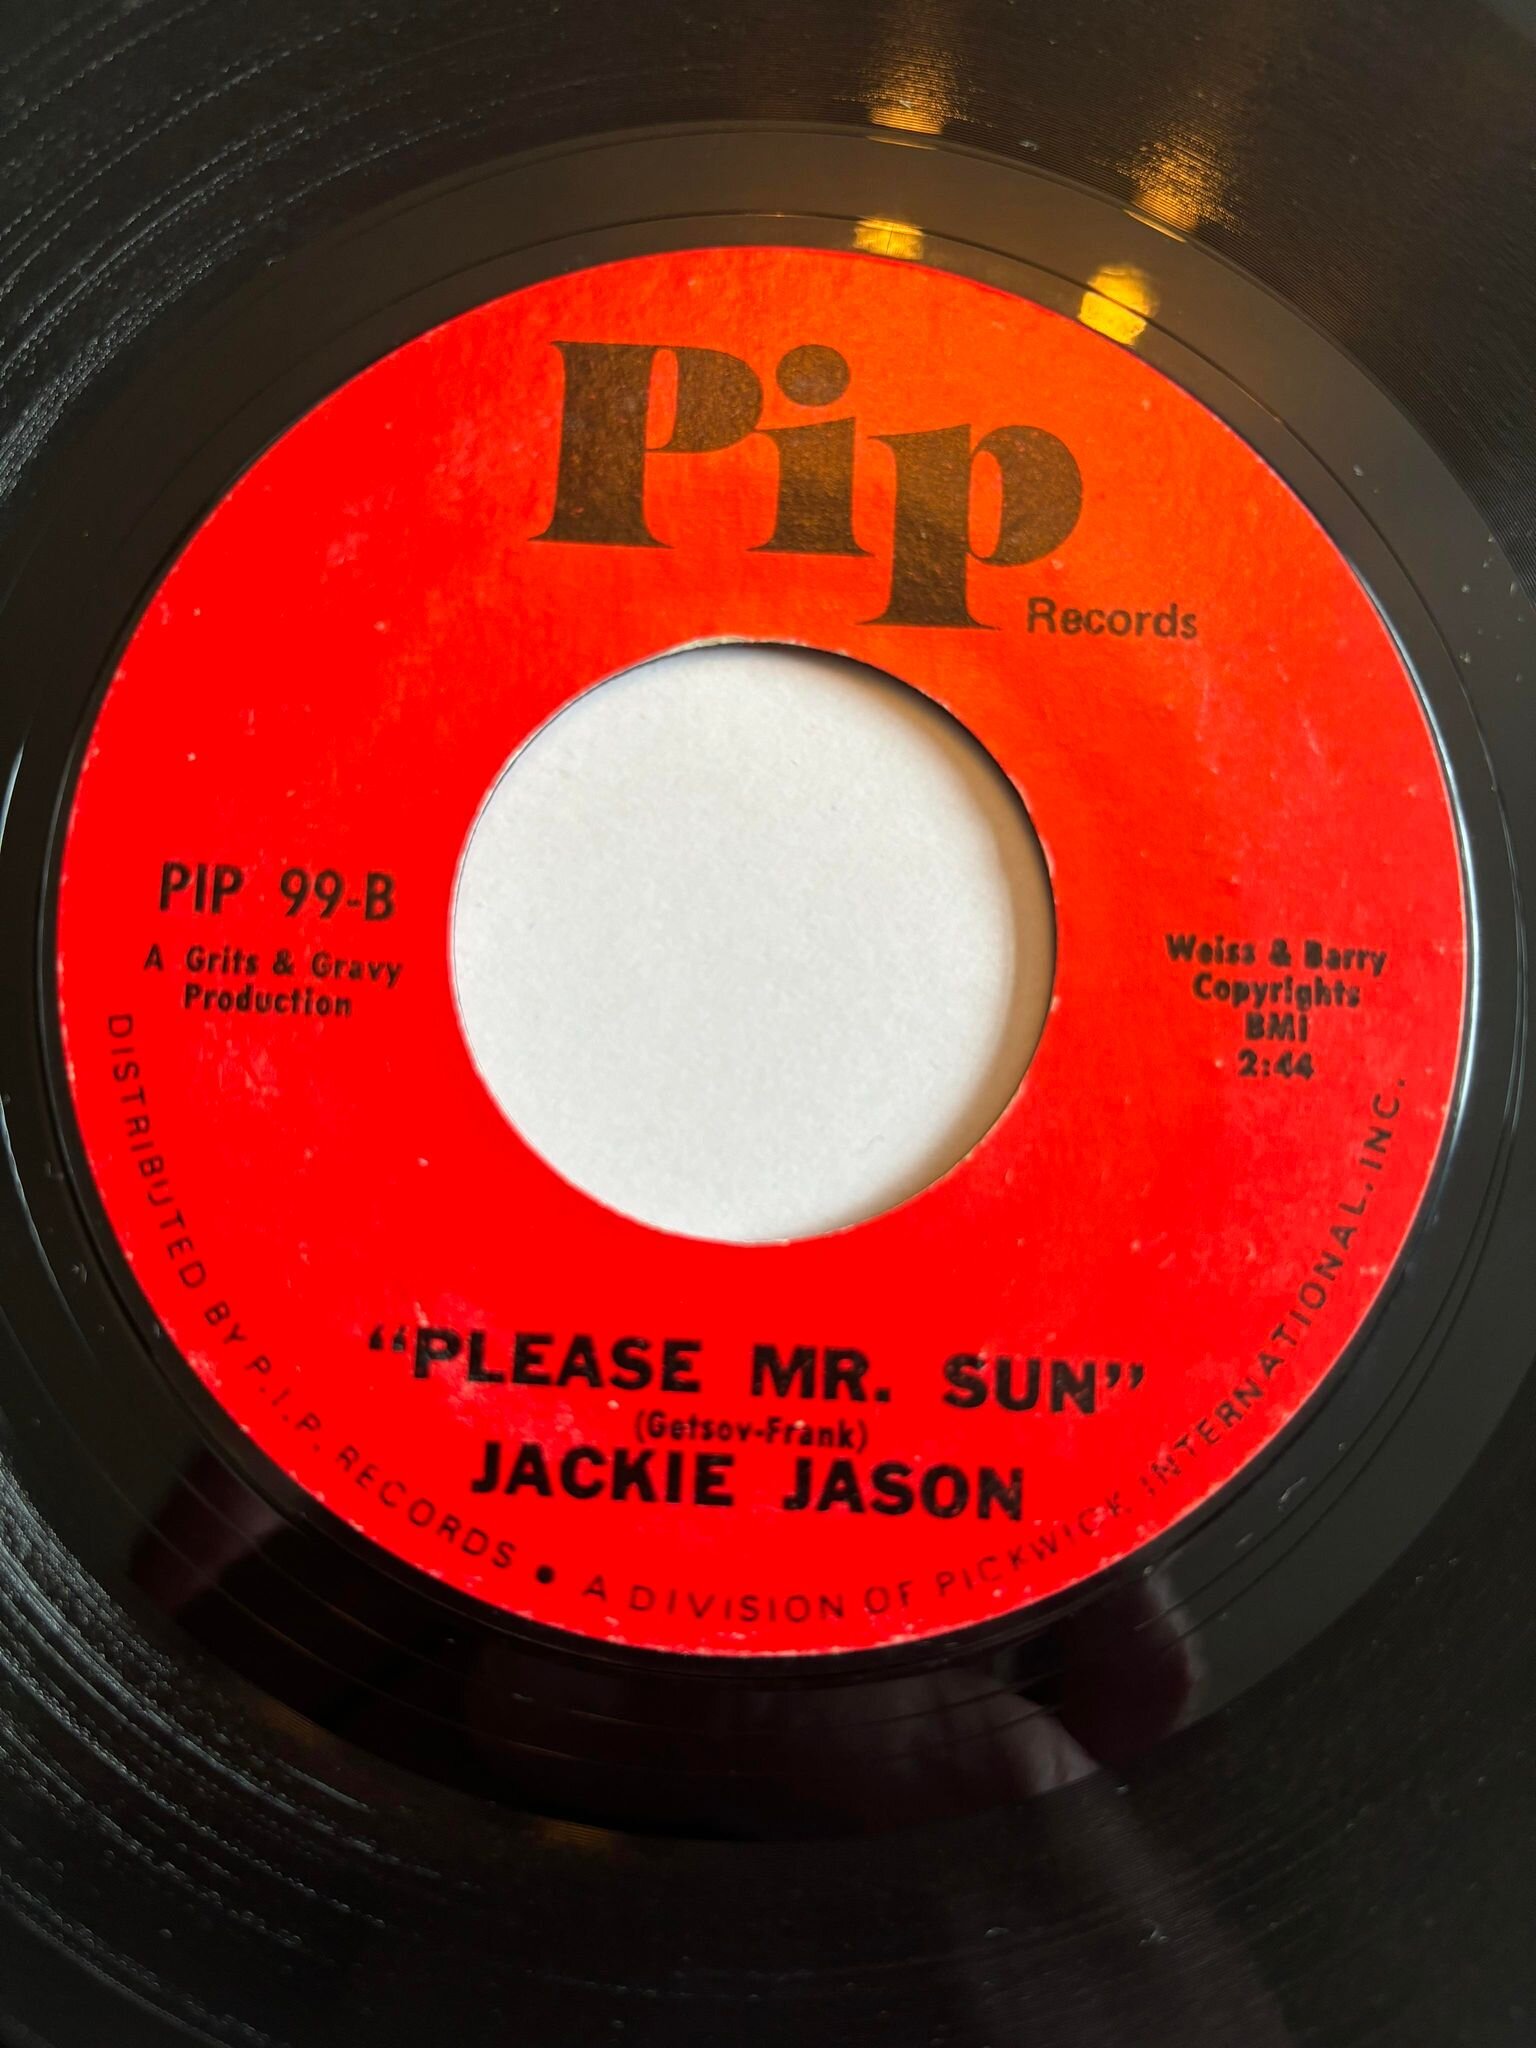 Pip
Records
PIP 99-B
A Grits & Gravy
Production
Weiss & Barry
Copyrights
BMI
2:44
"PLEASE MR. SUN"
(Getsov-Frank)
JACKIE JASON
DISTRIBUTED BY P.I.P. RECORDS • A DIVISION OF PICKWICK INTERNATIONAL, INC.